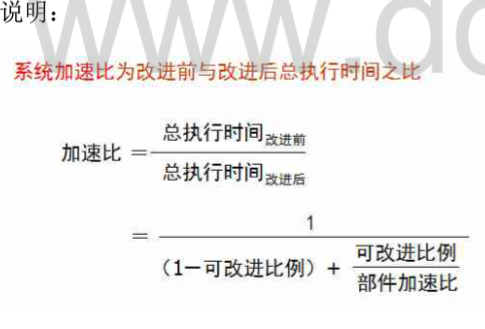 说明：
www.
系统加速比为改进前与改进后总执行时间之比
加速比 = 总执行时间改进前
总执行时间改进后
= 1
(1-可改进比例) + 可改进比例
部件加速比